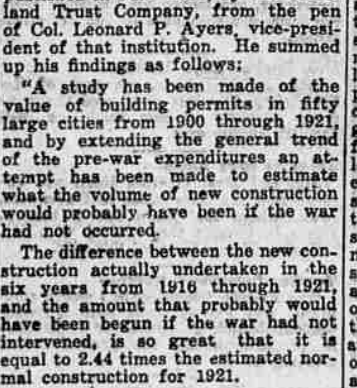 land Trust Company, from the pen
of Col. Leonard P. Ayers, vice-presi-
dent of that institution. He summed
up his findings as follows:
"A study has been made of the
value of building permits in fifty
large cities from 1900 through 1921,
and by extending the general trend
of the pre-war expenditures an at-
tempt has been made to estimate
what the volume of new construction
would probably have been if the war
had not occurred.
The difference between the new con-
struction actually undertaken in the
six years from 1916 through 1921,
and the amount that probably would
have been begun if the war had not
intervened, is so great that it is
equal to 2.44 times the estimated nor-
mal construction for 1921.